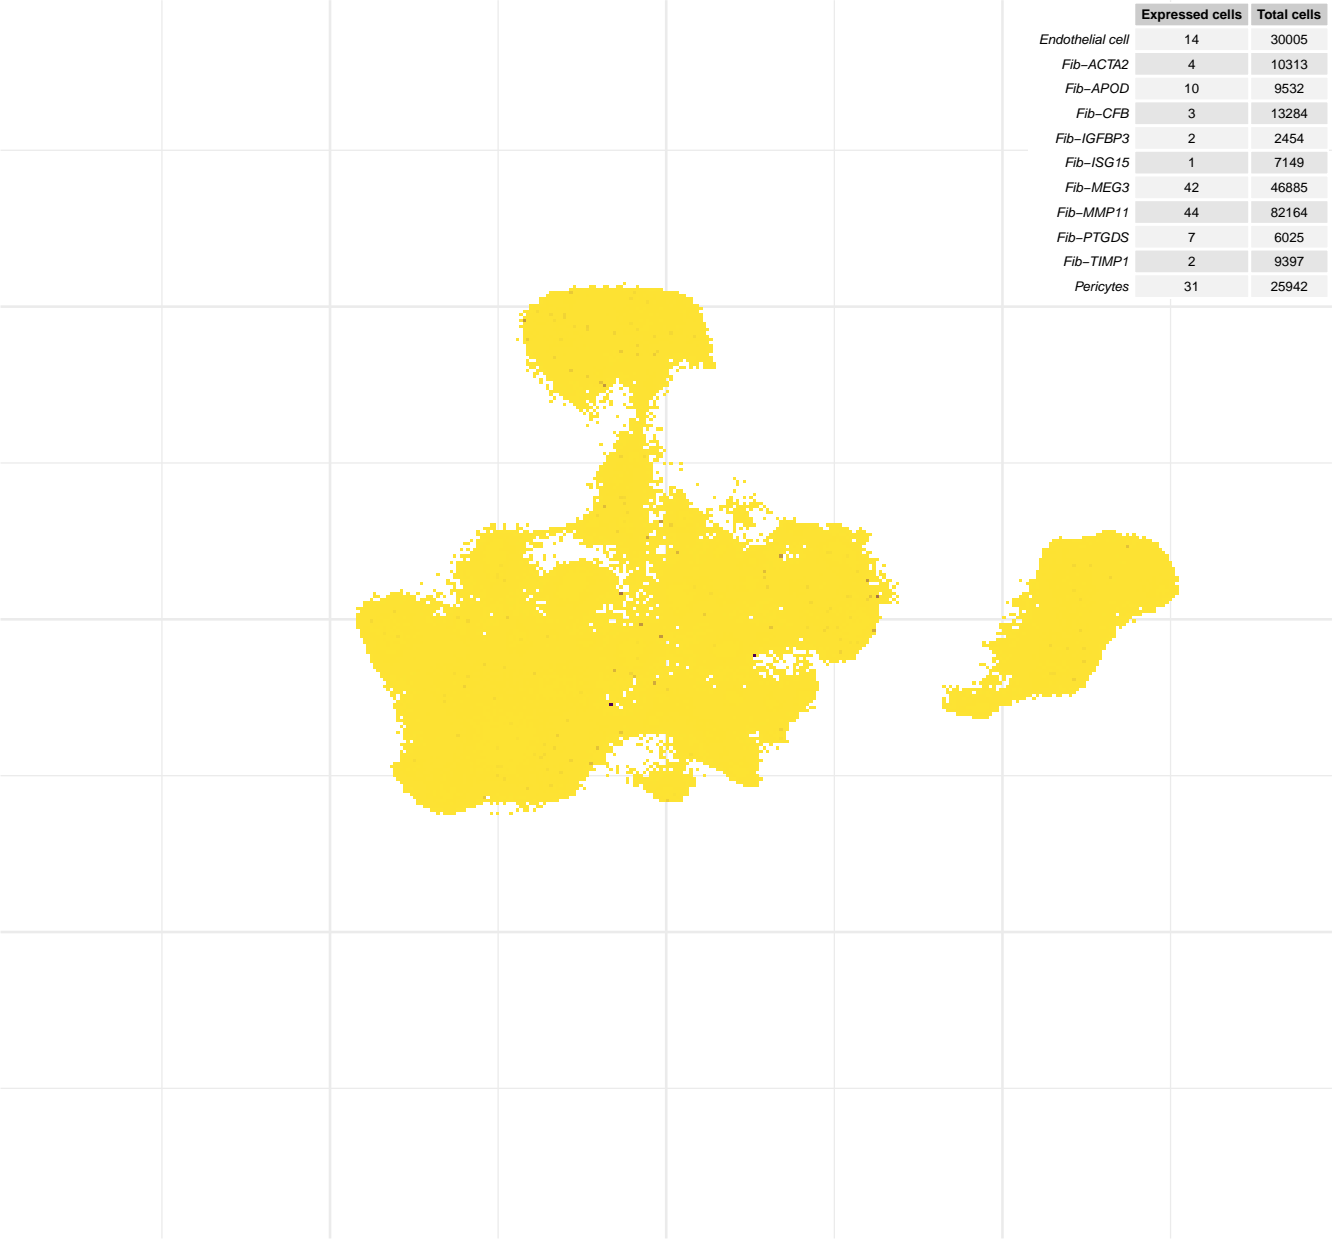 Expressed cells Total cells
Endothelial cell 14 30005
Fib−ACTA2 4 10313
Fib−APOD 10 9532
Fib−CFB 3 13284
Fib−IGFBP3 2 2454
Fib−ISG15 1 7149
Fib−MEG3 42 46885
Fib−MMP11 44 82164
Fib−PTGDS 7 6025
Fib−TIMP1 2 9397
Pericytes 31 25942